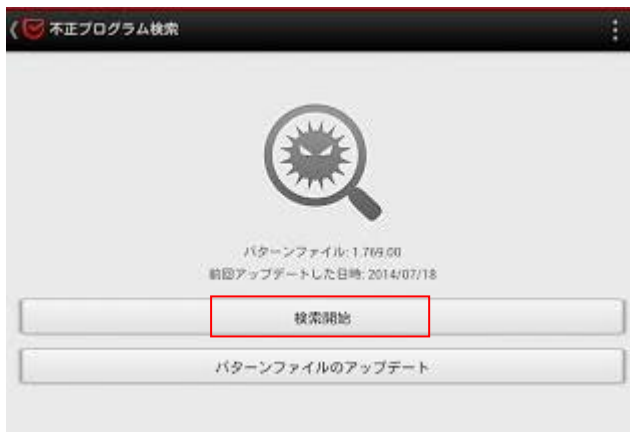 不正プログラム検索
パターンファイル: 1.769.00
前回アップデートした日時: 2014/07/18
検索開始
パターンファイルのアップデート